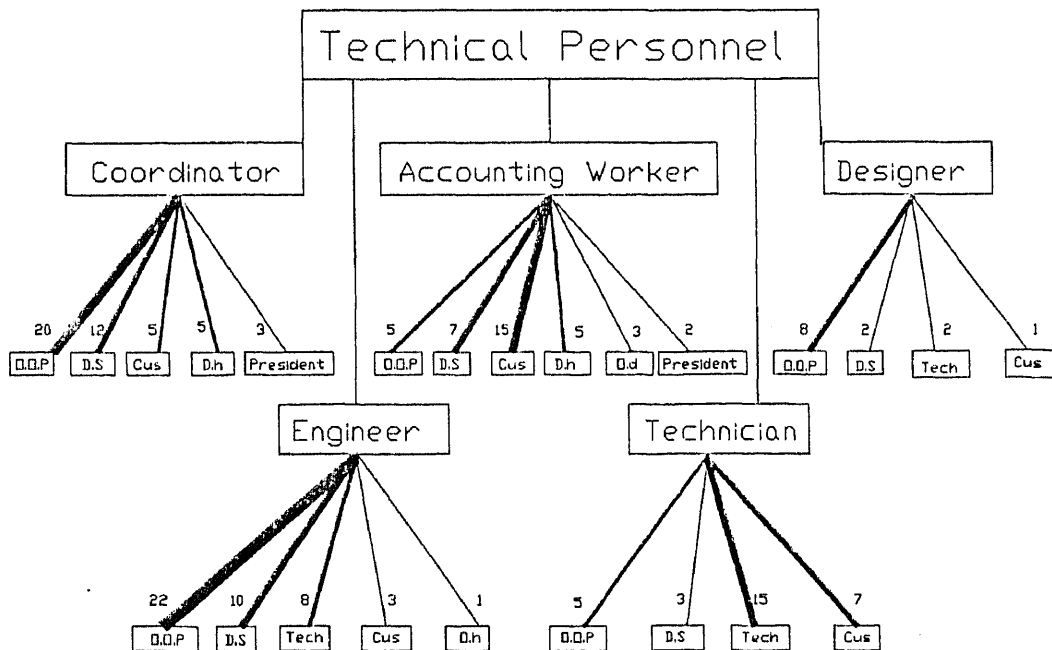 Technical Personnel
Coordinator
Accounting Worker
Designer
20 12 5 5 3
5 7 15 5 3 2
8 2 2 1
O.O.P D.S Cus D.h President
O.O.P D.S Cus D.h O.d President
O.O.P D.S Tech Cus
Engineer
Technician
22 10 8 3 1
5 3 15 7
O.O.P D.S Tech Cus O.h
O.O.P D.S Tech Cus